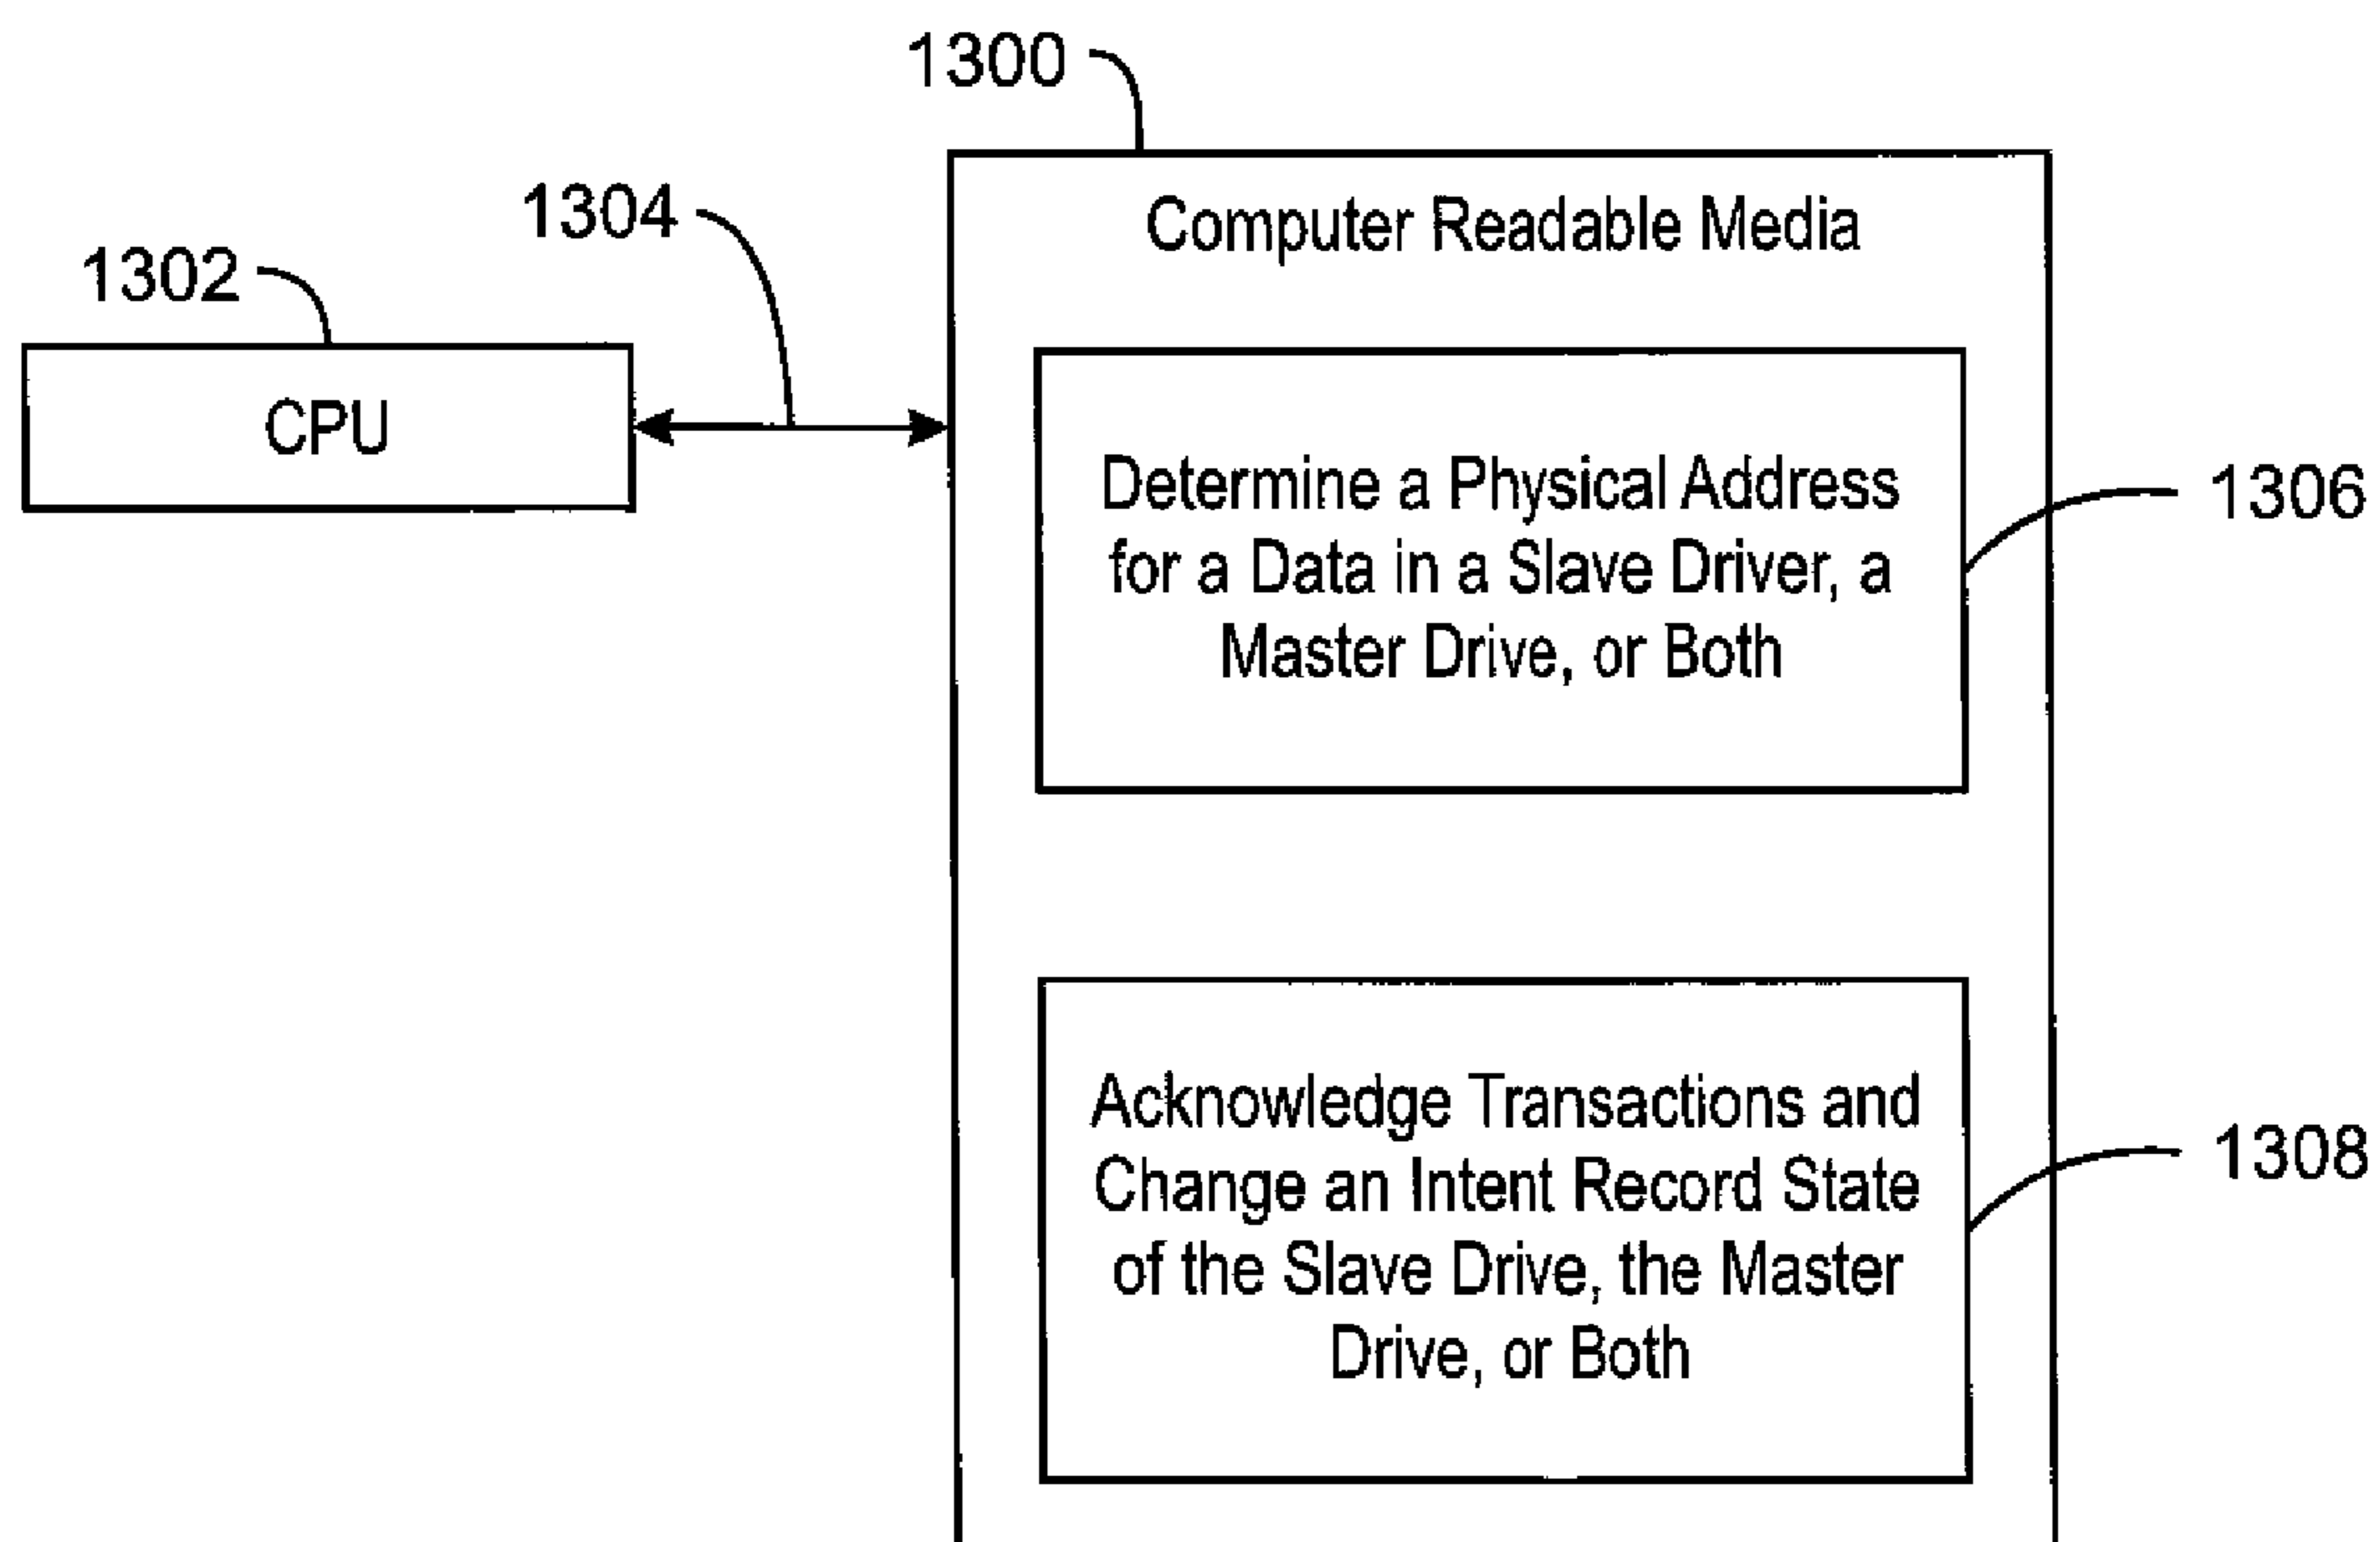 1300
1304
1302
Computer Readable Media
CPU
Determine a Physical Address
for a Data in a Slave Driver, a
Master Drive, or Both
1306
Acknowledge Transactions and
Change an Intent Record State
of the Slave Drive, the Master
Drive, or Both
1308